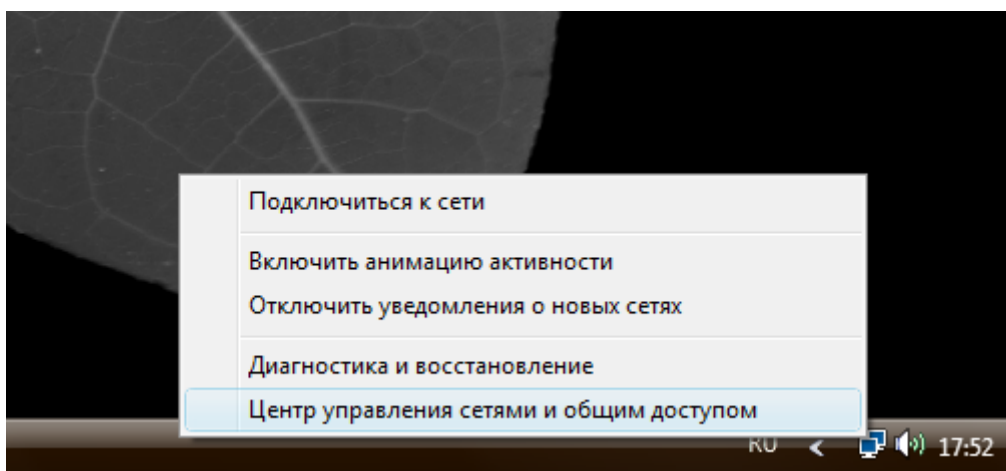 Подключиться к сети
Включить анимацию активности
Отключить уведомления о новых сетях
Диагностика и восстановление
Центр управления сетями и общим доступом
RU 17:52